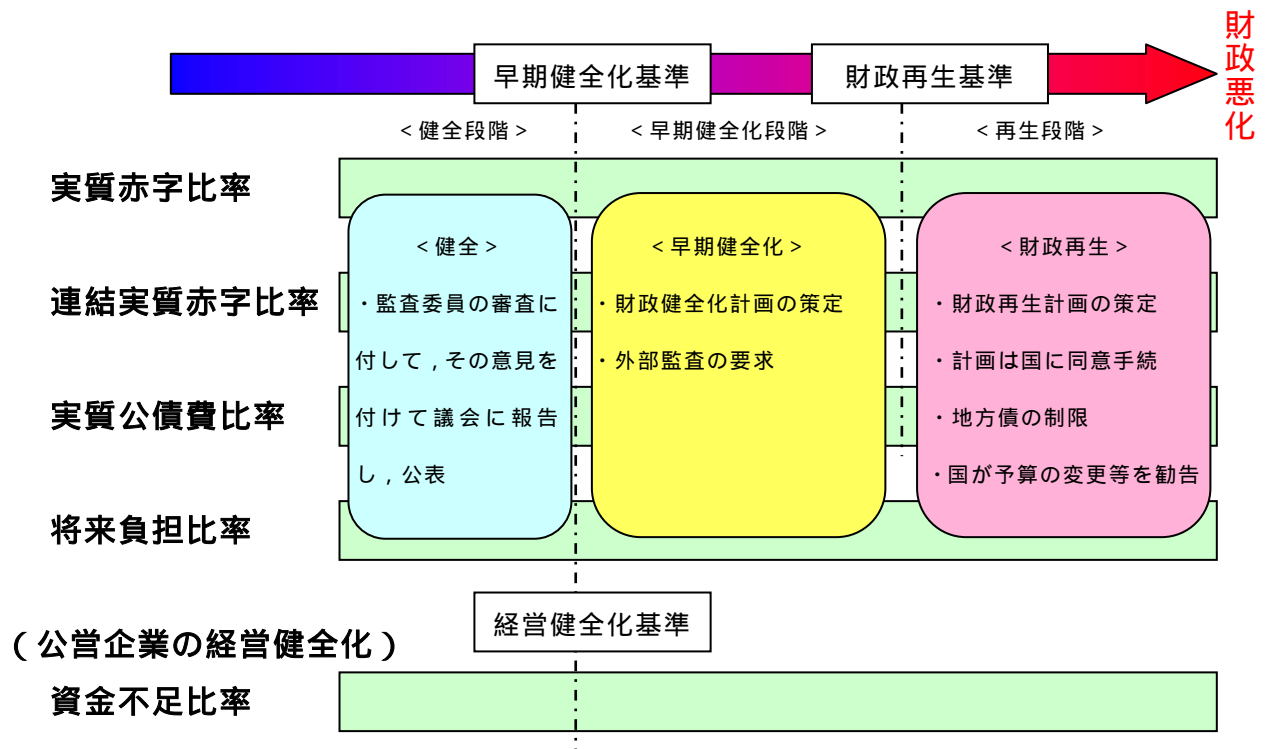 早期健全化基準
財政再生基準
財政悪化
＜健全段階＞
＜早期健全化段階＞
＜再生段階＞
実質赤字比率
連結実質赤字比率
実質公債費比率
将来負担比率
＜健全＞
・監査委員の審査に
付して，その意見を
付けて議会に報告
し，公表
＜早期健全化＞
・財政健全化計画の策定
・外部監査の要求
＜財政再生＞
・財政再生計画の策定
・計画は国に同意手続
・地方債の制限
・国が予算の変更等を勧告
経営健全化基準
（公営企業の経営健全化）
資金不足比率